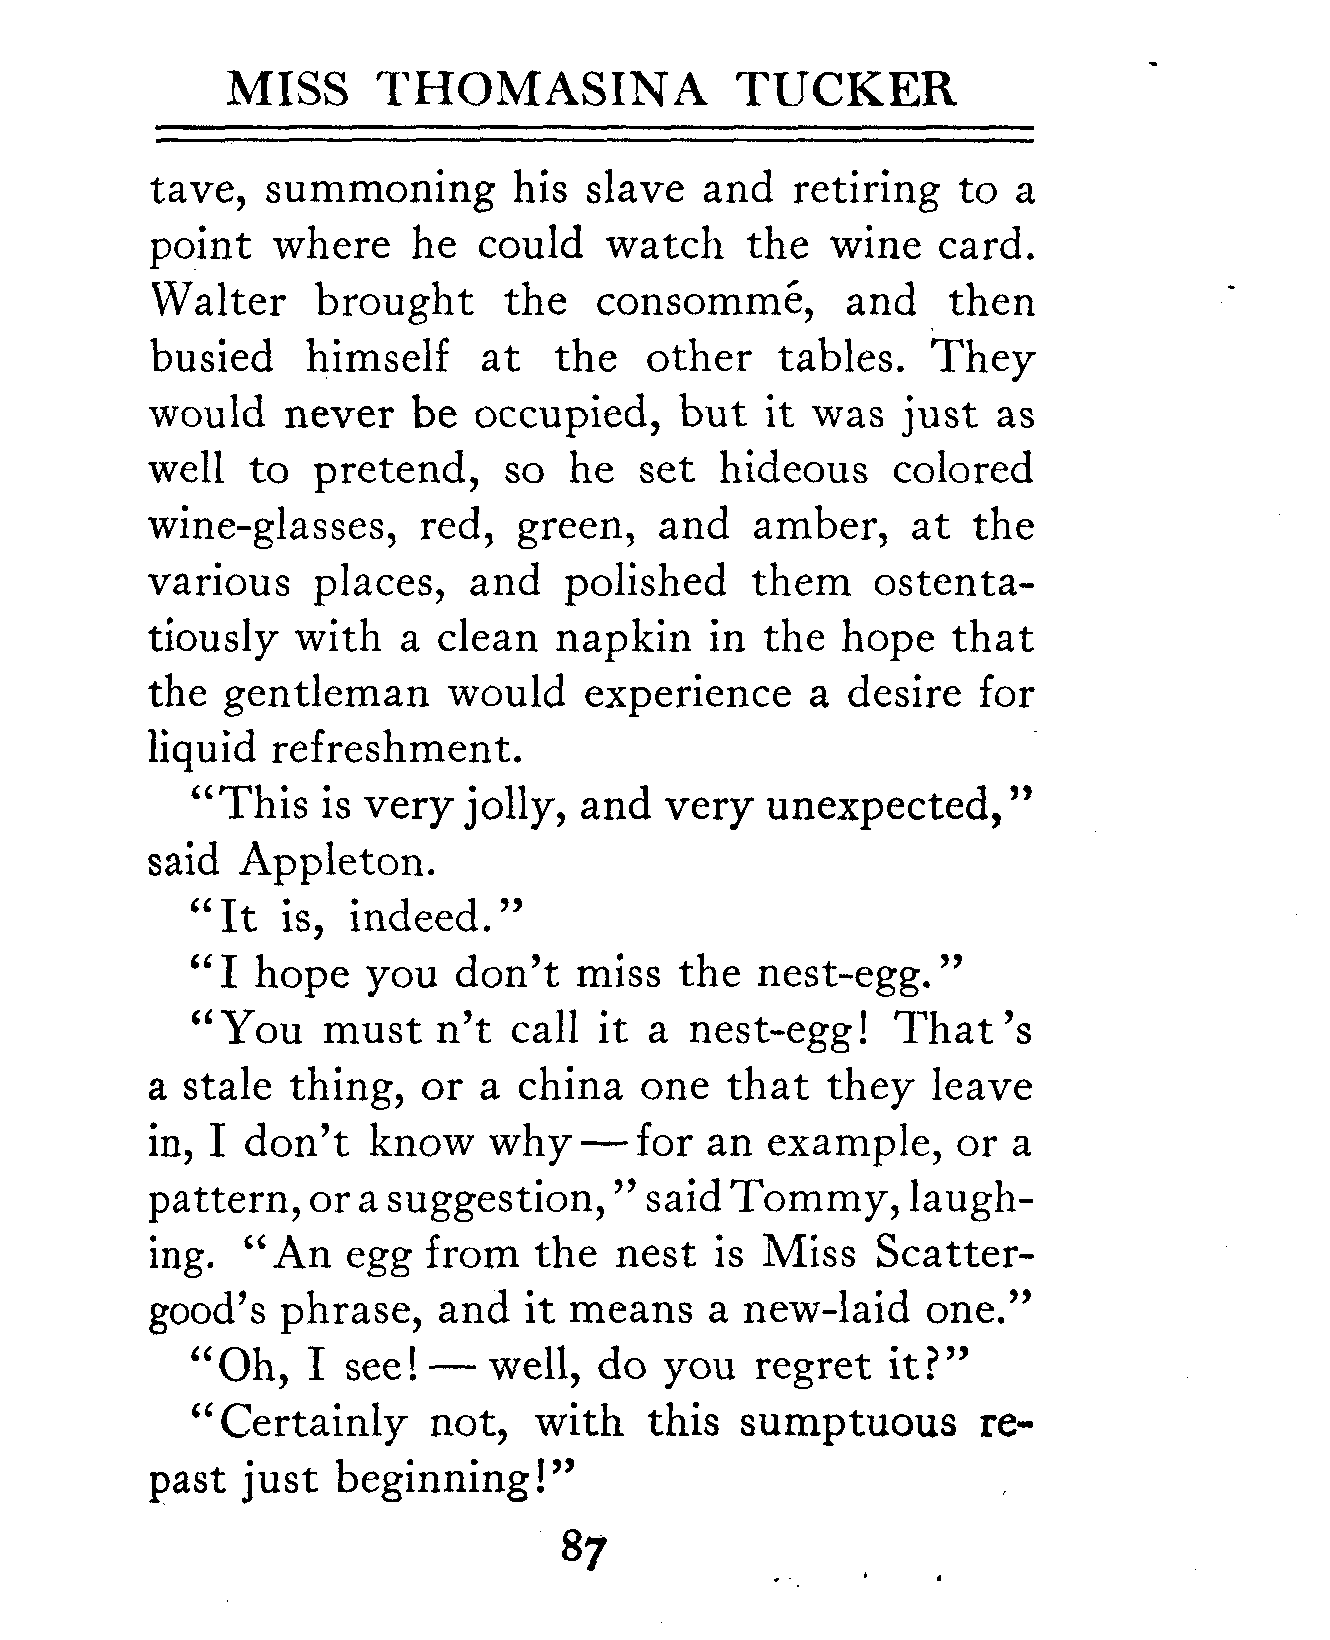 MISS THOMASINA TUCKER
tave, summoning his slave and retiring to a
point where he could watch the wine card.
Walter brought the consommé, and then
busied himself at the other tables. They
would never be occupied, but it was just as
well to pretend, so he set hideous colored
wine-glasses, red, green, and amber, at the
various places, and polished them ostenta-
tiously with a clean napkin in the hope that
the gentleman would experience a desire for
liquid refreshment.
“This is very jolly, and very unexpected,”
said Appleton.
“It is, indeed.”
“I hope you don’t miss the nest-egg.”
“You must n’t call it a nest-egg! That ’s
a stale thing, or a china one that they leave
in, I don’t know why — for an example, or a
pattern, or a suggestion,” said Tommy, laugh-
ing. “An egg from the nest is Miss Scatter-
good’s phrase, and it means a new-laid one.”
“Oh, I see! — well, do you regret it?”
“Certainly not, with this sumptuous re-
past just beginning!”
87